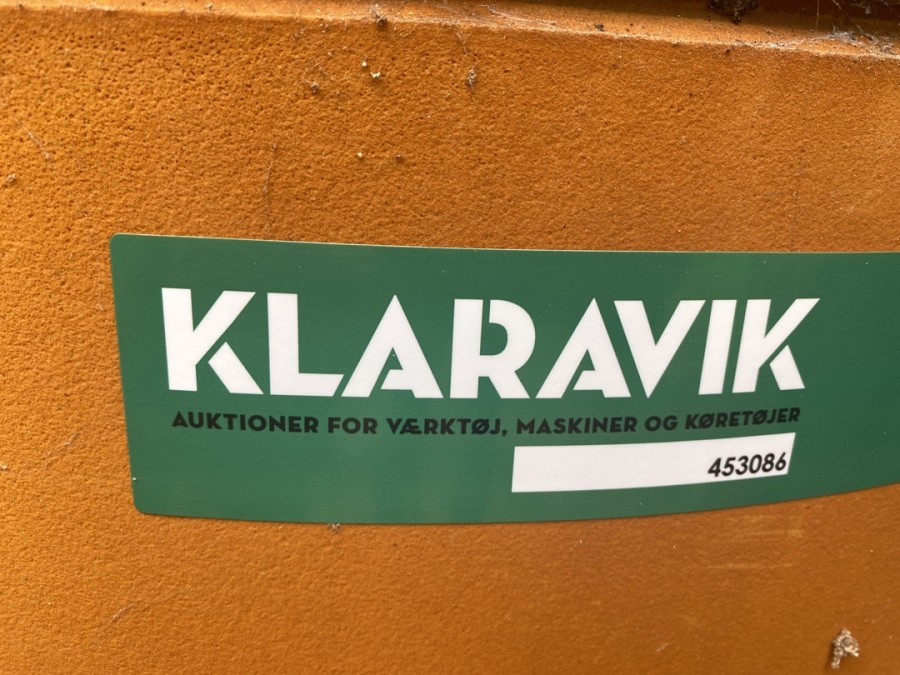 KLARAVIK
AUKTIONER FOR VÆRKTØJ, MASKINER OG KØRETØJER
453086